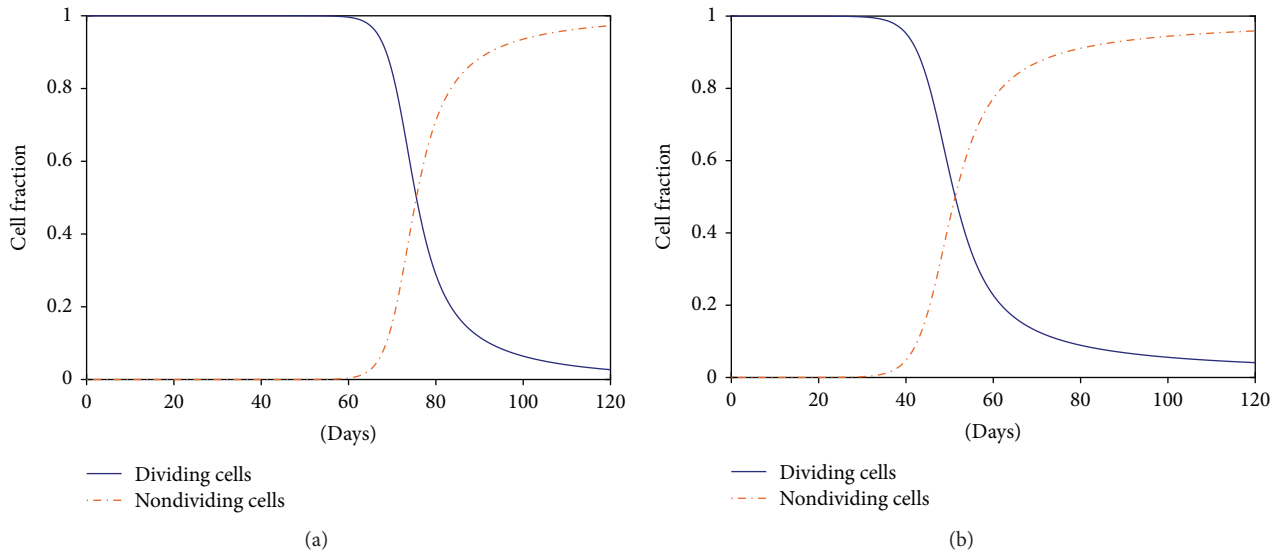 1
0.8
0.6
0.4
0.2
0
Cell fraction
0 20 40 60 80 100 120
(Days)
Dividing cells
Nondividing cells
(a)
1
0.8
0.6
0.4
0.2
0
Cell fraction
0 20 40 60 80 100 120
(Days)
Dividing cells
Nondividing cells
(b)